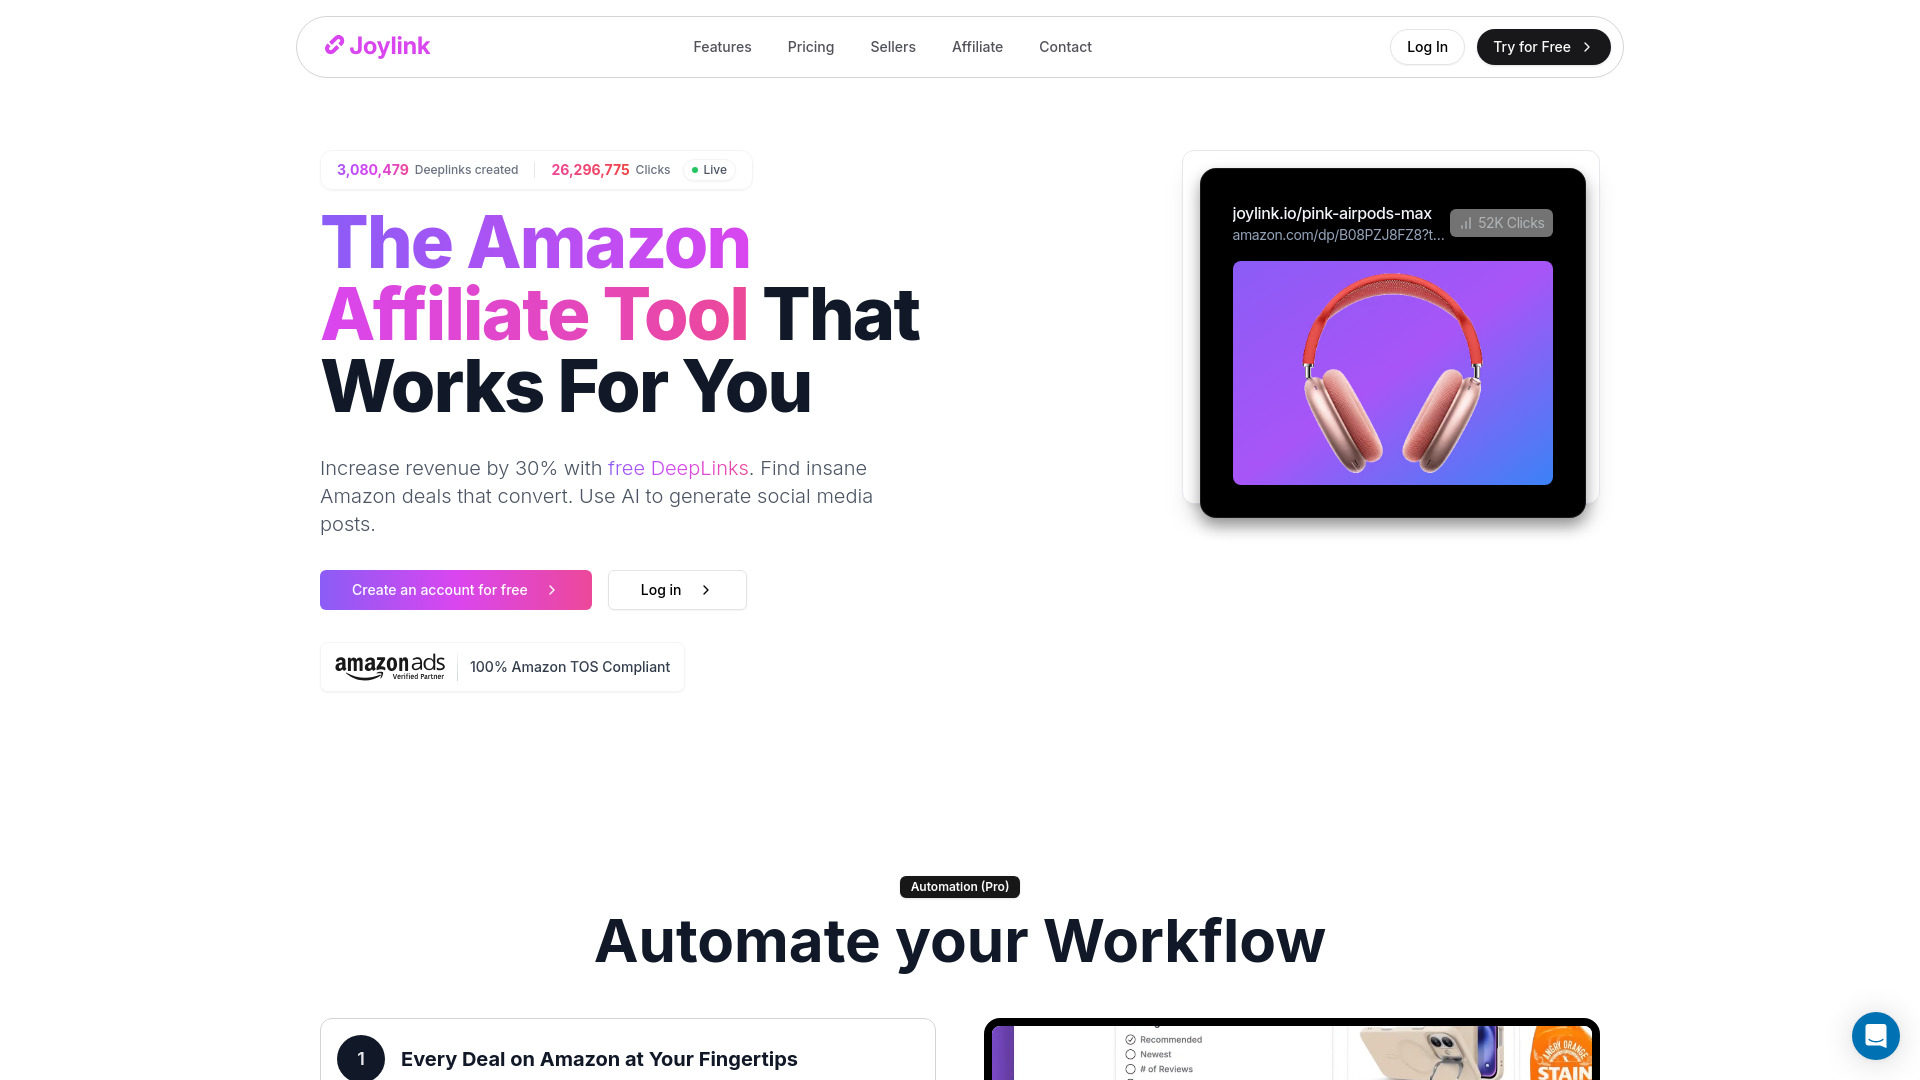 Joylink
Features
Pricing
Sellers
Affiliate
Contact
Log In
Try for Free
3,080,479 Deeplinks created
26,296,775 Clicks
Live
The Amazon
Affiliate Tool That
Works For You
Increase revenue by 30% with free DeepLinks. Find insane
Amazon deals that convert. Use AI to generate social media
posts.
Create an account for free
Log in
amazon ads
Verified Partner
100% Amazon TOS Compliant
joylink.io/pink-airpods-max
amazon.com/dp/B08PZJ8FZ8?t...
52K Clicks
Automation (Pro)
Automate your Workflow
1
Every Deal on Amazon at Your Fingertips
Recommended
Newest
# of Reviews
ANGRY ORANGE
STAIN